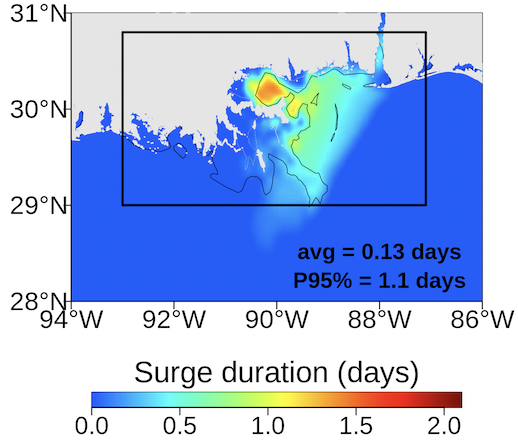 31°N
30°N
29°N
28°N
avg = 0.13 days
P95% = 1.1 days
94°W 92°W 90°W 88°W 86°W
Surge duration (days)
0.0 0.5 1.0 1.5 2.0